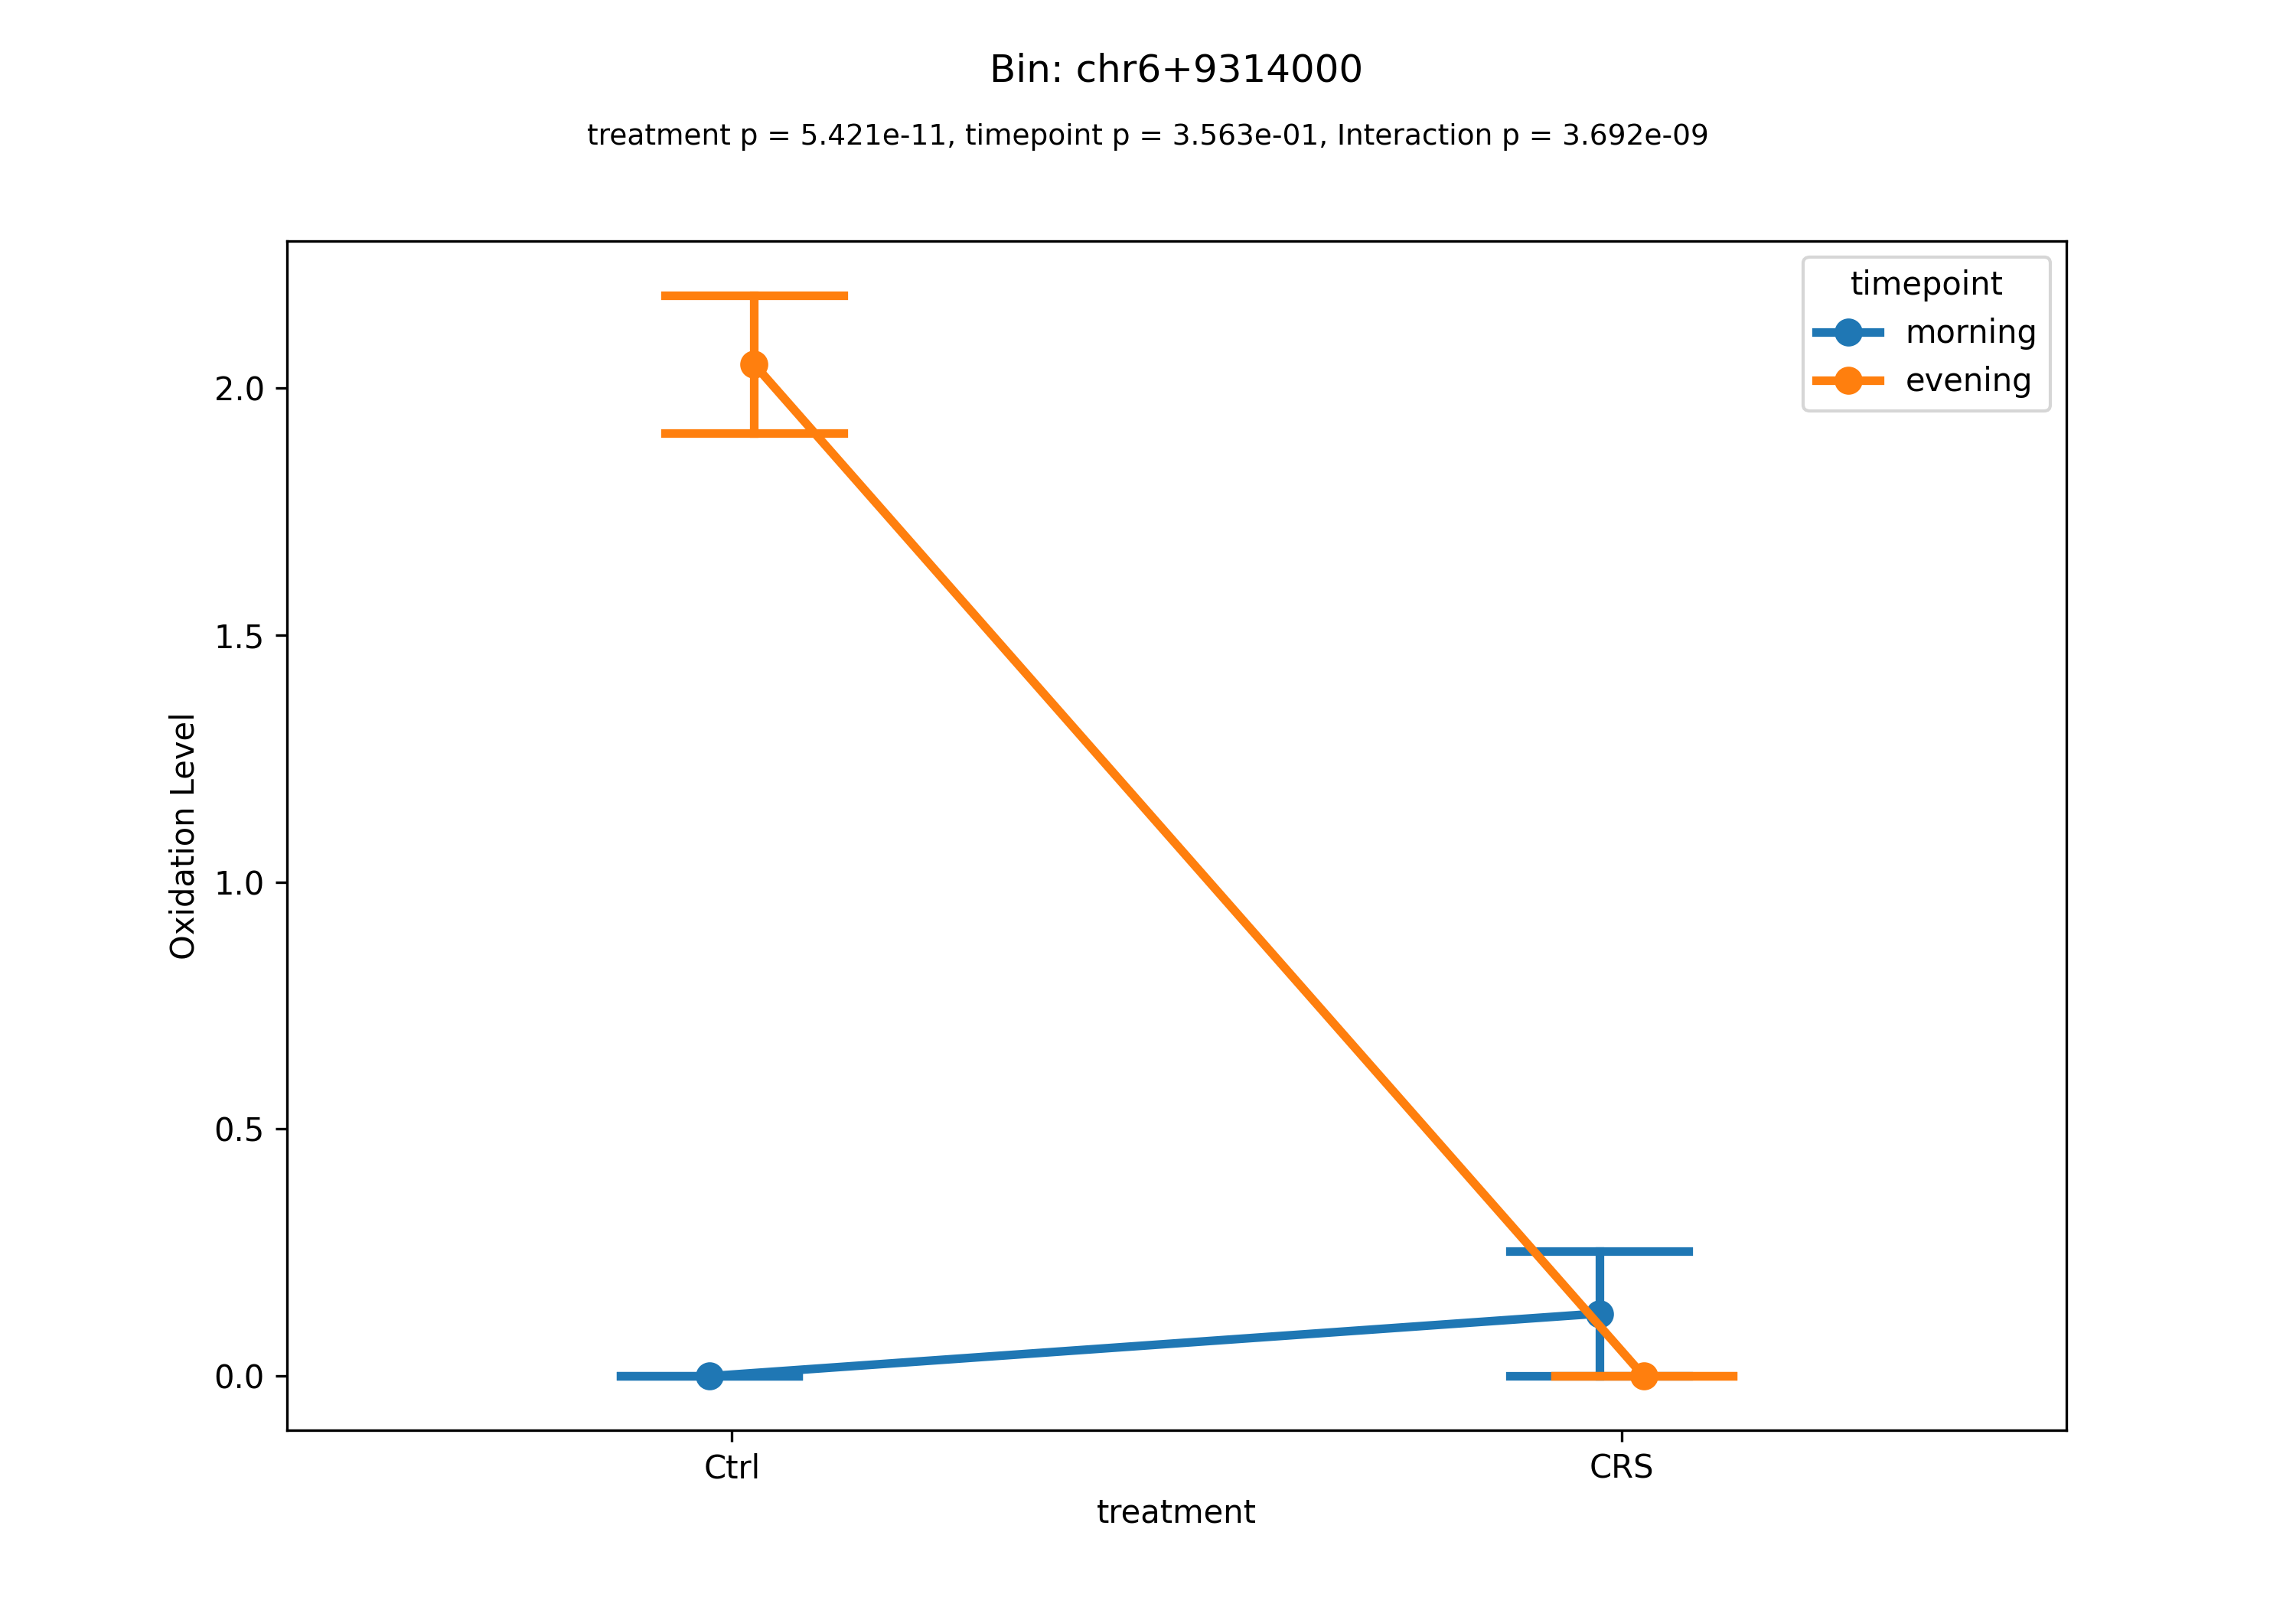 Bin: chr6+9314000
treatment p = 5.421e-11, timepoint p = 3.563e-01, Interaction p = 3.692e-09
timepoint
morning
evening
2.0
1.5
1.0
0.5
0.0
Oxidation Level
Ctrl
CRS
treatment